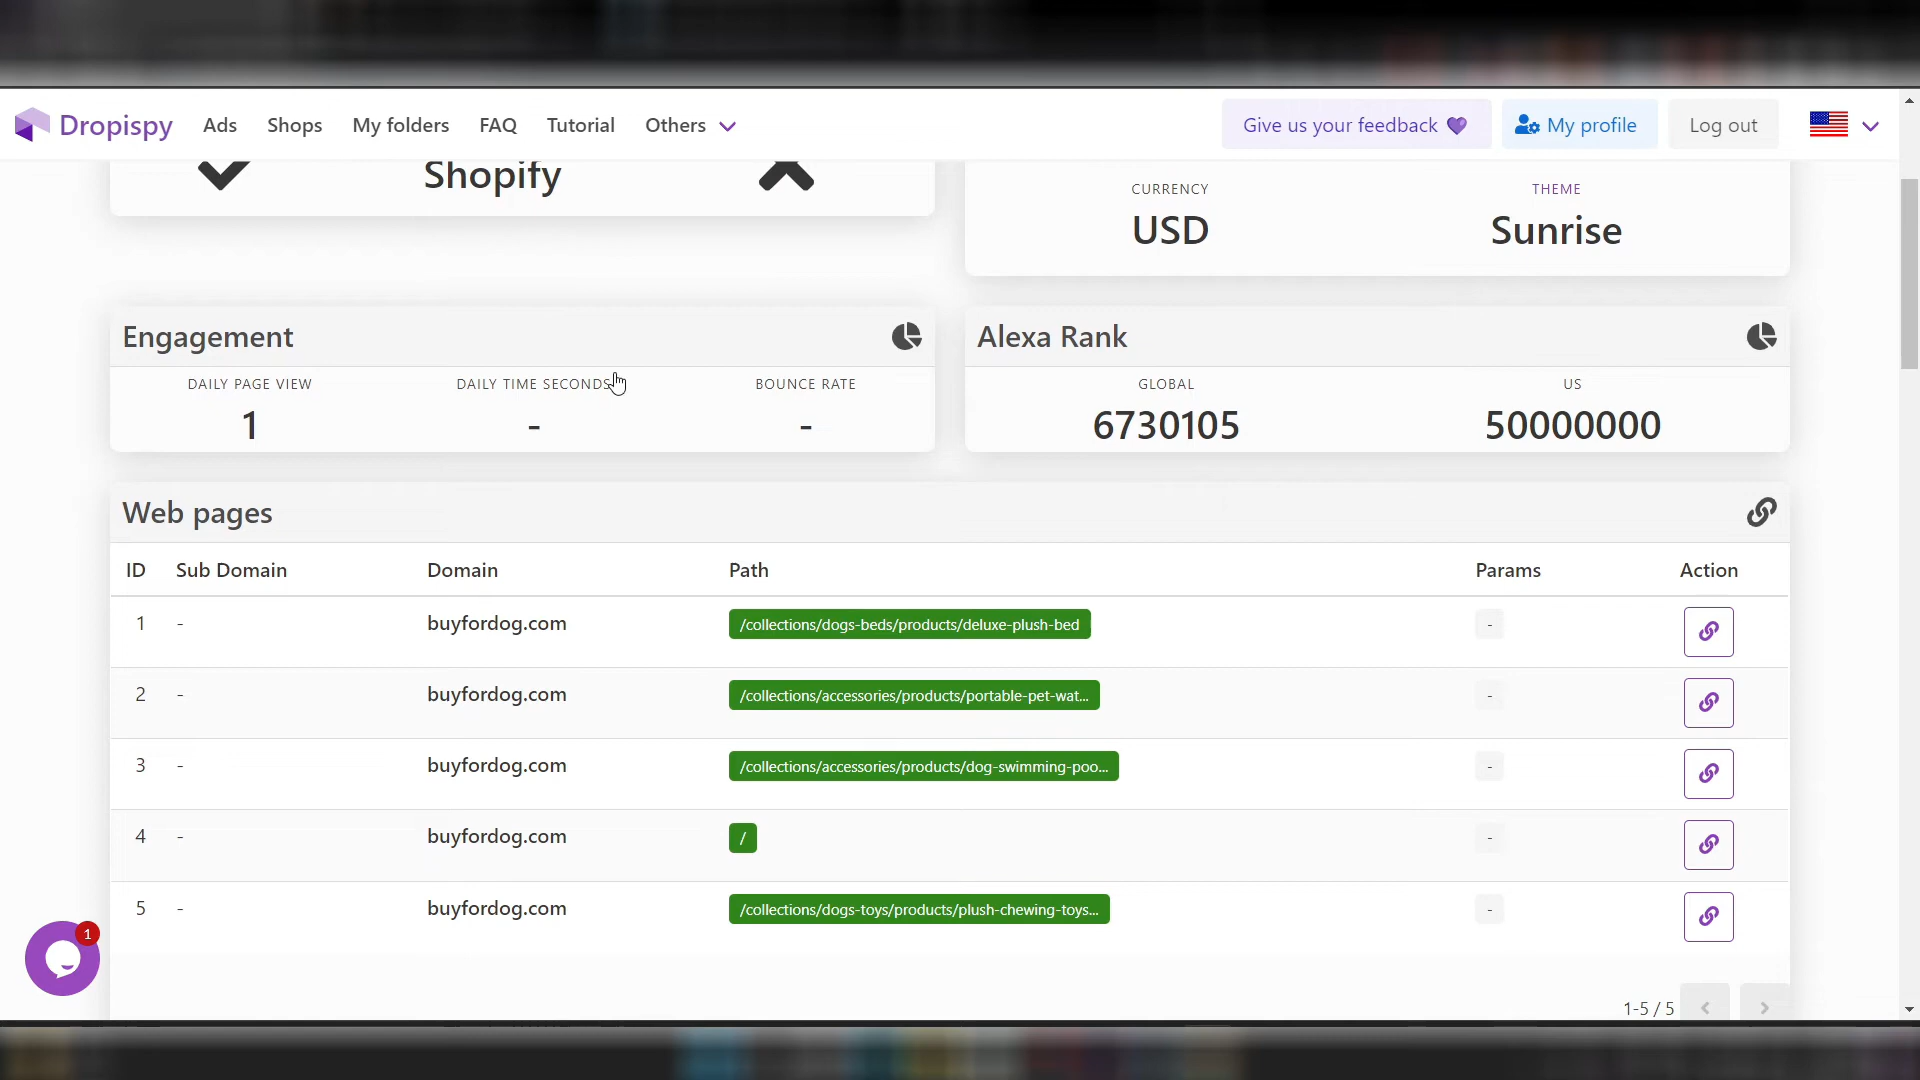 Dropispy Ads Shops My folders FAQ Tutorial Others Give us your feedback My profile Log out
Shopify
CURRENCY THEME
USD Sunrise
Engagement
DAILY PAGE VIEW DAILY TIME SECONDS BOUNCE RATE
1 - -
Alexa Rank
GLOBAL US
6730105 50000000
Web pages
ID Sub Domain Domain Path Params Action
1 - buyfordog.com /collections/dogs-beds/products/deluxe-plush-bed -
2 - buyfordog.com /collections/accessories/products/portable-pet-wat... -
3 - buyfordog.com /collections/accessories/products/dog-swimming-poo... -
4 - buyfordog.com / -
5 - buyfordog.com /collections/dogs-toys/products/plush-chewing-toys... -
1
1-5 / 5